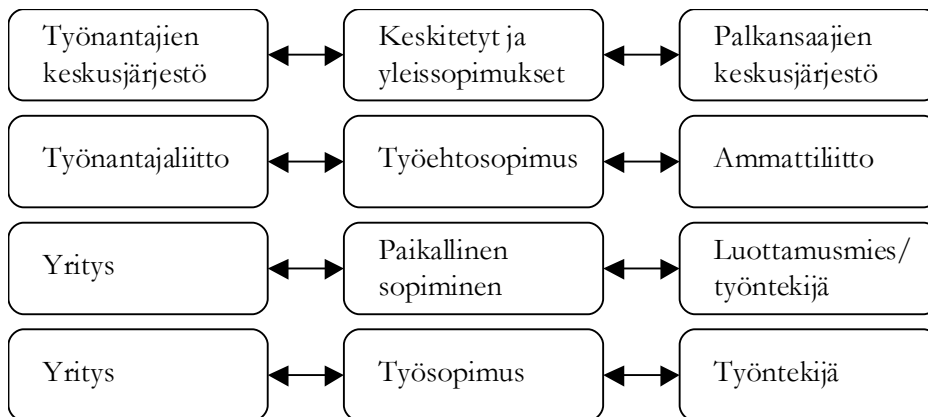 Työnantajien
keskusjärjestö
Keskitetyt ja
yleissopimukset
Palkansaajien
keskusjärjestö
Työnantajaliitto
Työehtosopimus
Ammattiliitto
Yritys
Paikallinen
sopiminen
Luottamusmies/
työntekijä
Yritys
Työsopimus
Työntekijä